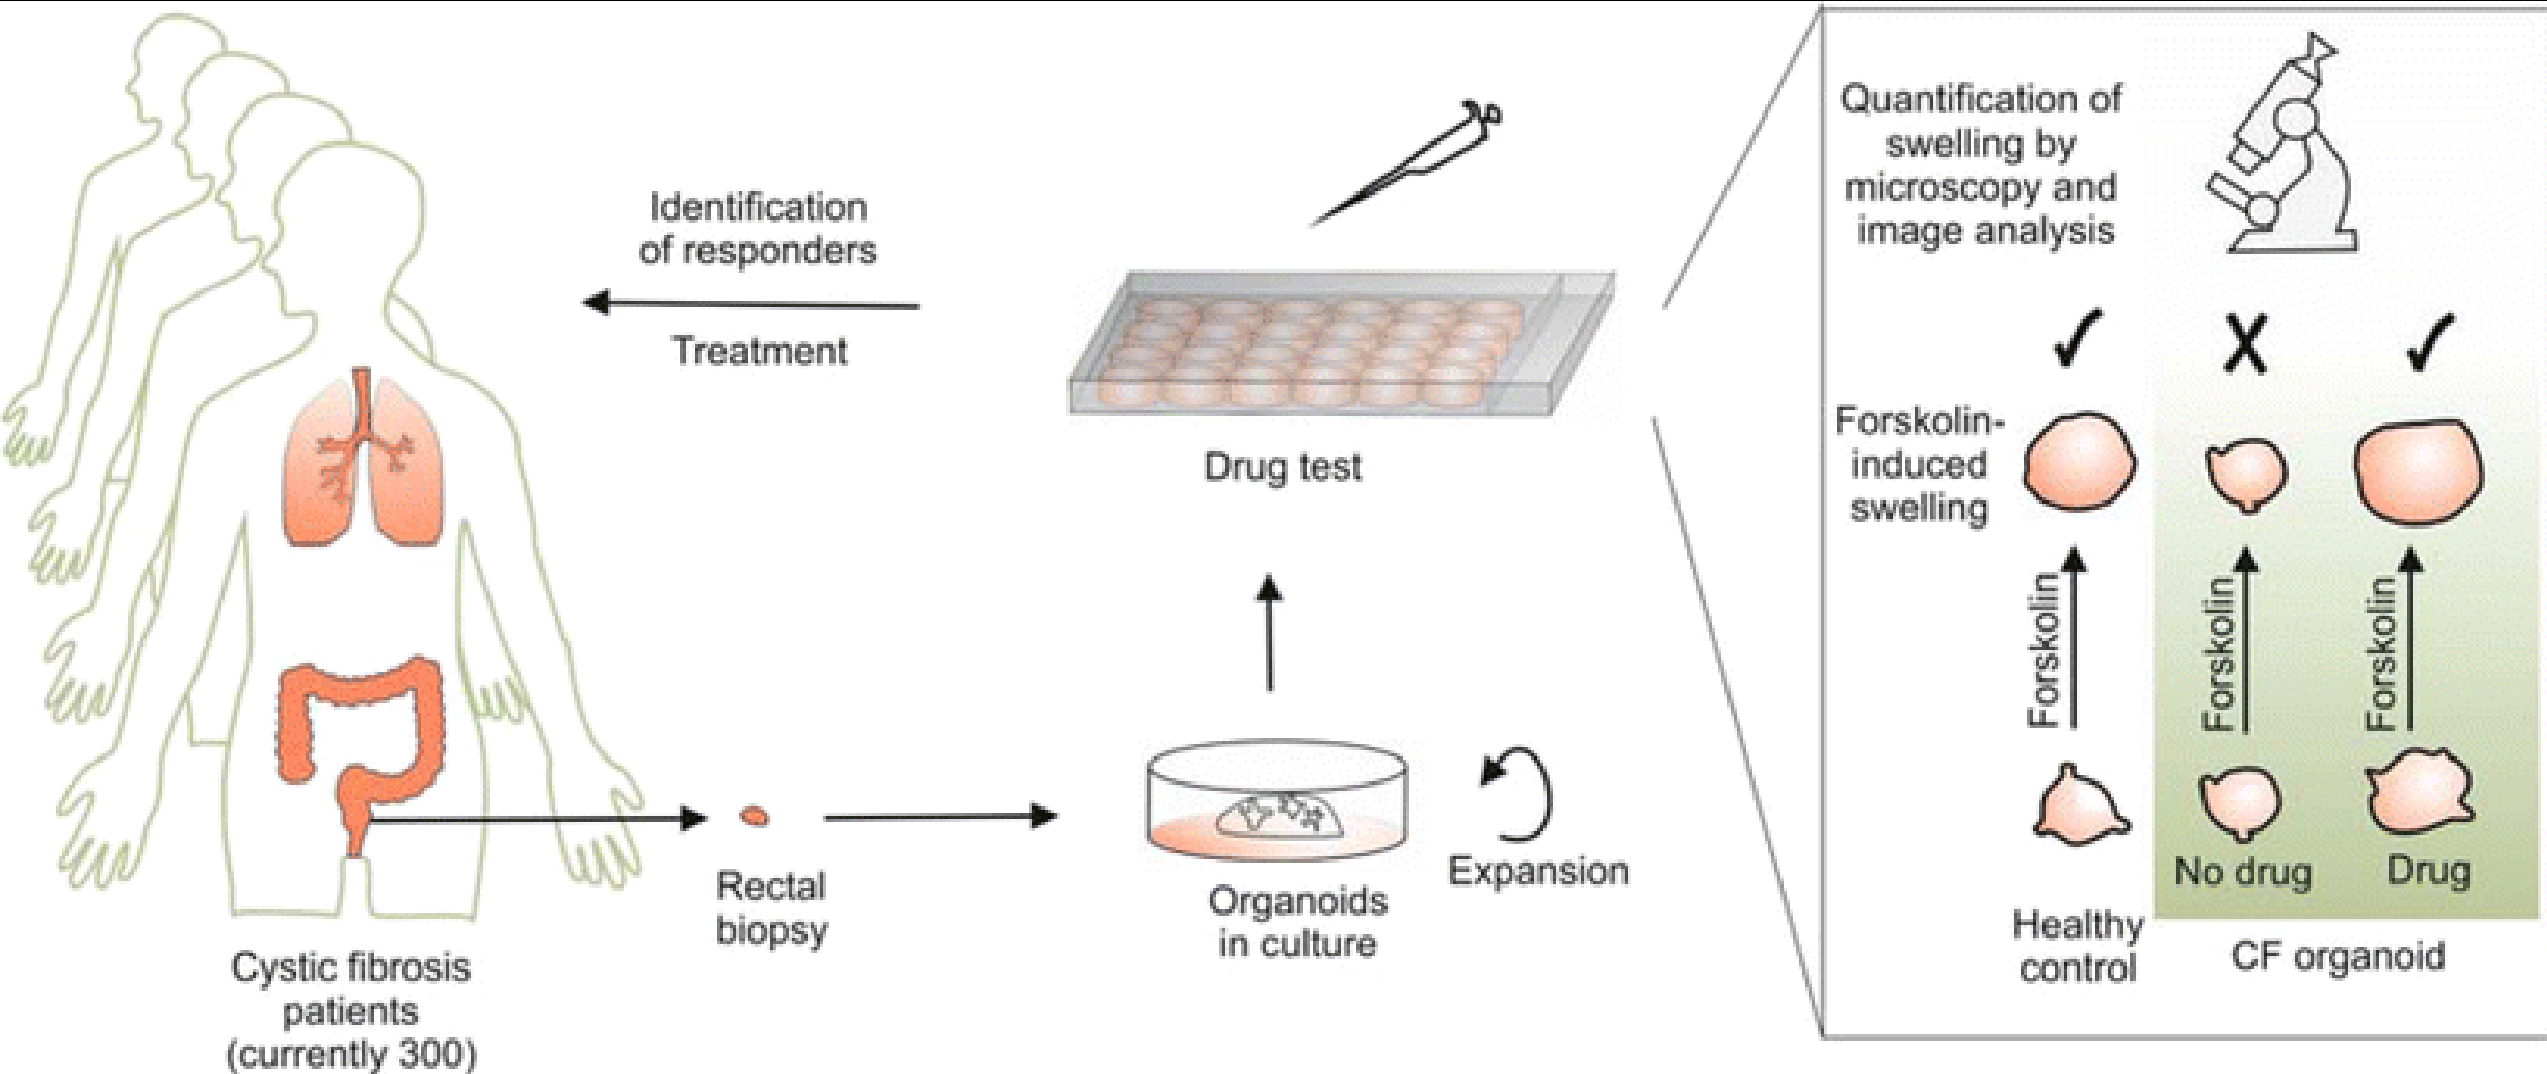 Identification
of responders
Treatment
Cystic fibrosis
patients
(currently 300)
Rectal
biopsy
Organoids
in culture
Expansion
Drug test
Quantification of
swelling by
microscopy and
image analysis
Forskolin-
induced
swelling
Forskolin
Forskolin
Forskolin
No drug
Drug
Healthy
control
CF organoid